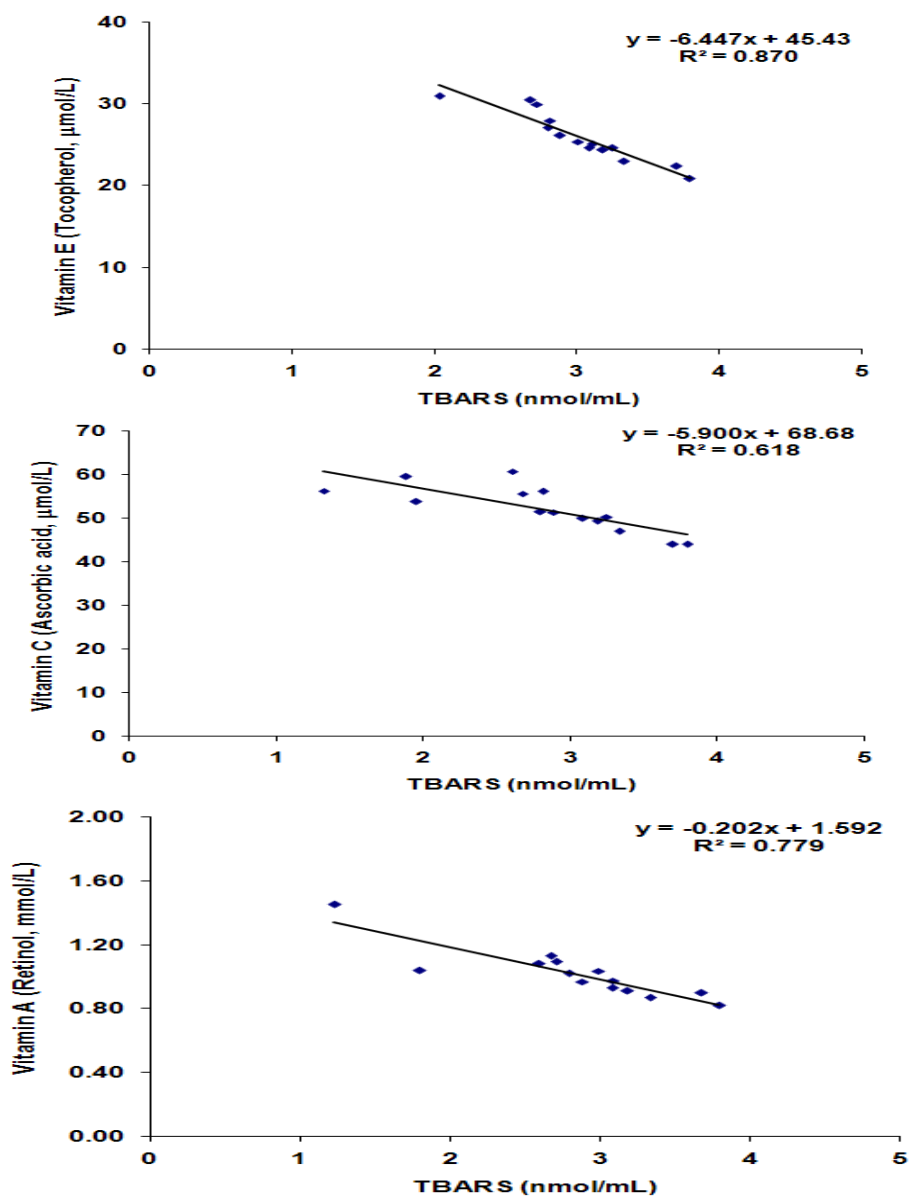 40
y = -6.447x + 45.43
R² = 0.870
30
20
10
0
Vitamin E (Tocopherol, µmol/L)
0 1 2 3 4 5
TBARS (nmol/mL)
70
y = -5.900x + 68.68
R² = 0.618
60
50
40
30
20
10
0
Vitamin C (Ascorbic acid, µmol/L)
0 1 2 3 4 5
TBARS (nmol/mL)
2.00
y = -0.202x + 1.592
R² = 0.779
1.60
1.20
0.80
0.40
0.00
Vitamin A (Retinol, mmol/L)
0 1 2 3 4 5
TBARS (nmol/mL)